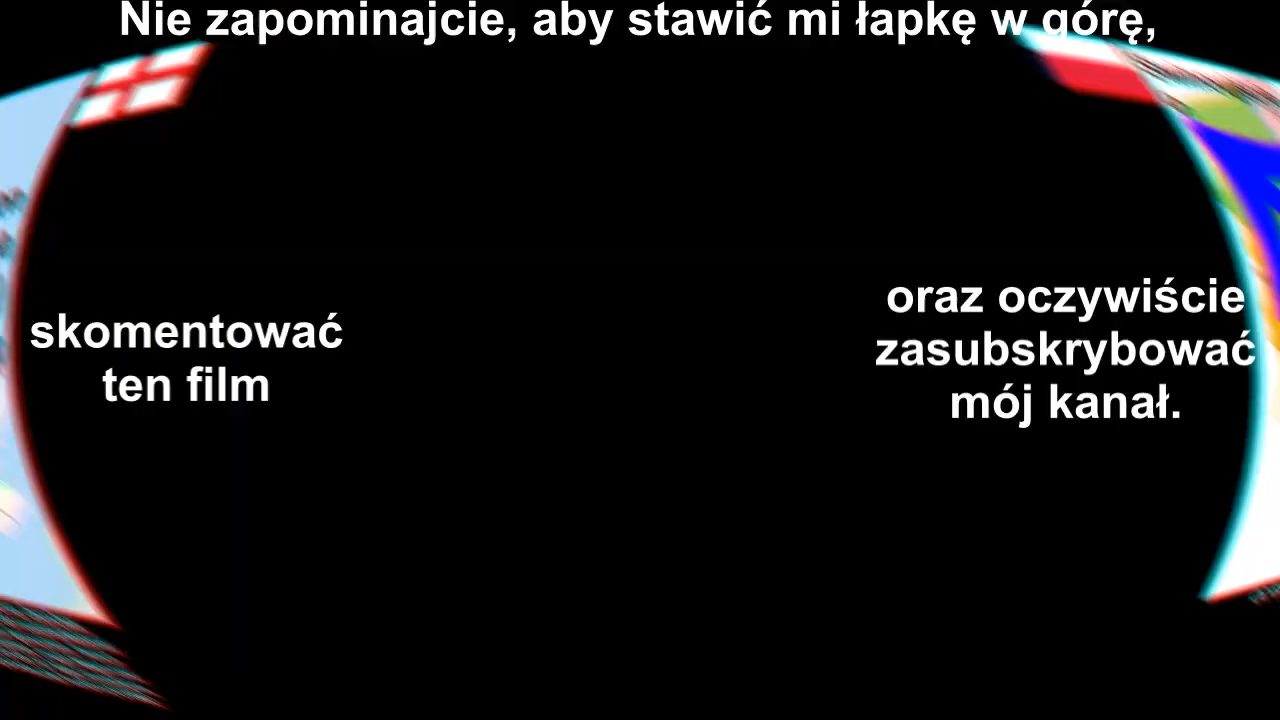 Nie zapominajcie, aby stawić mi łapkę w górę,
skomentować
ten film
oraz oczywiście
zasubskrybować
mój kanał.